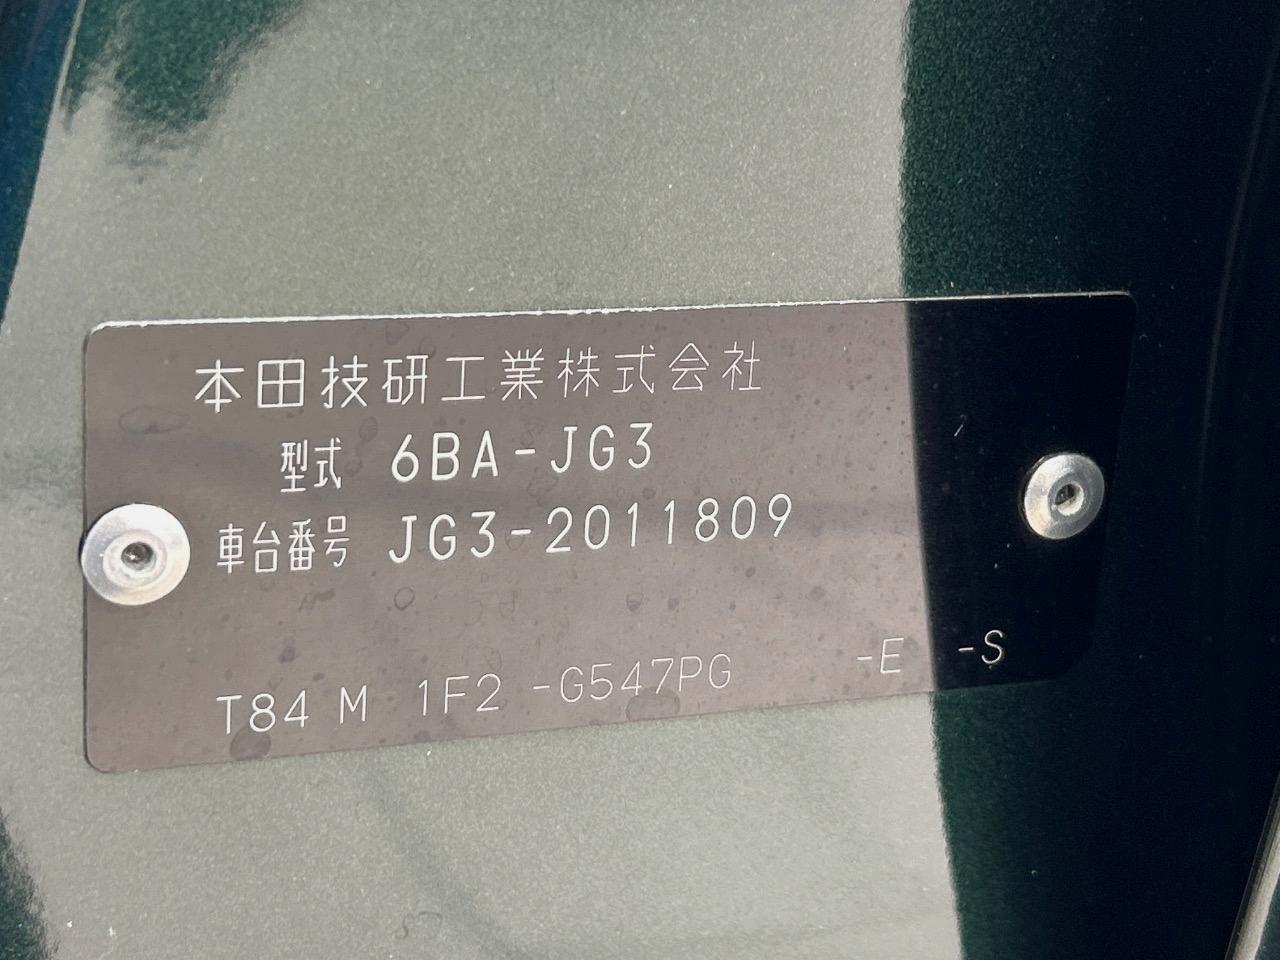 本田技研工業株式会社
型式 6BA-JG3
車台番号 JG3-2011809
T84 M 1F2 -G547PG -E -S